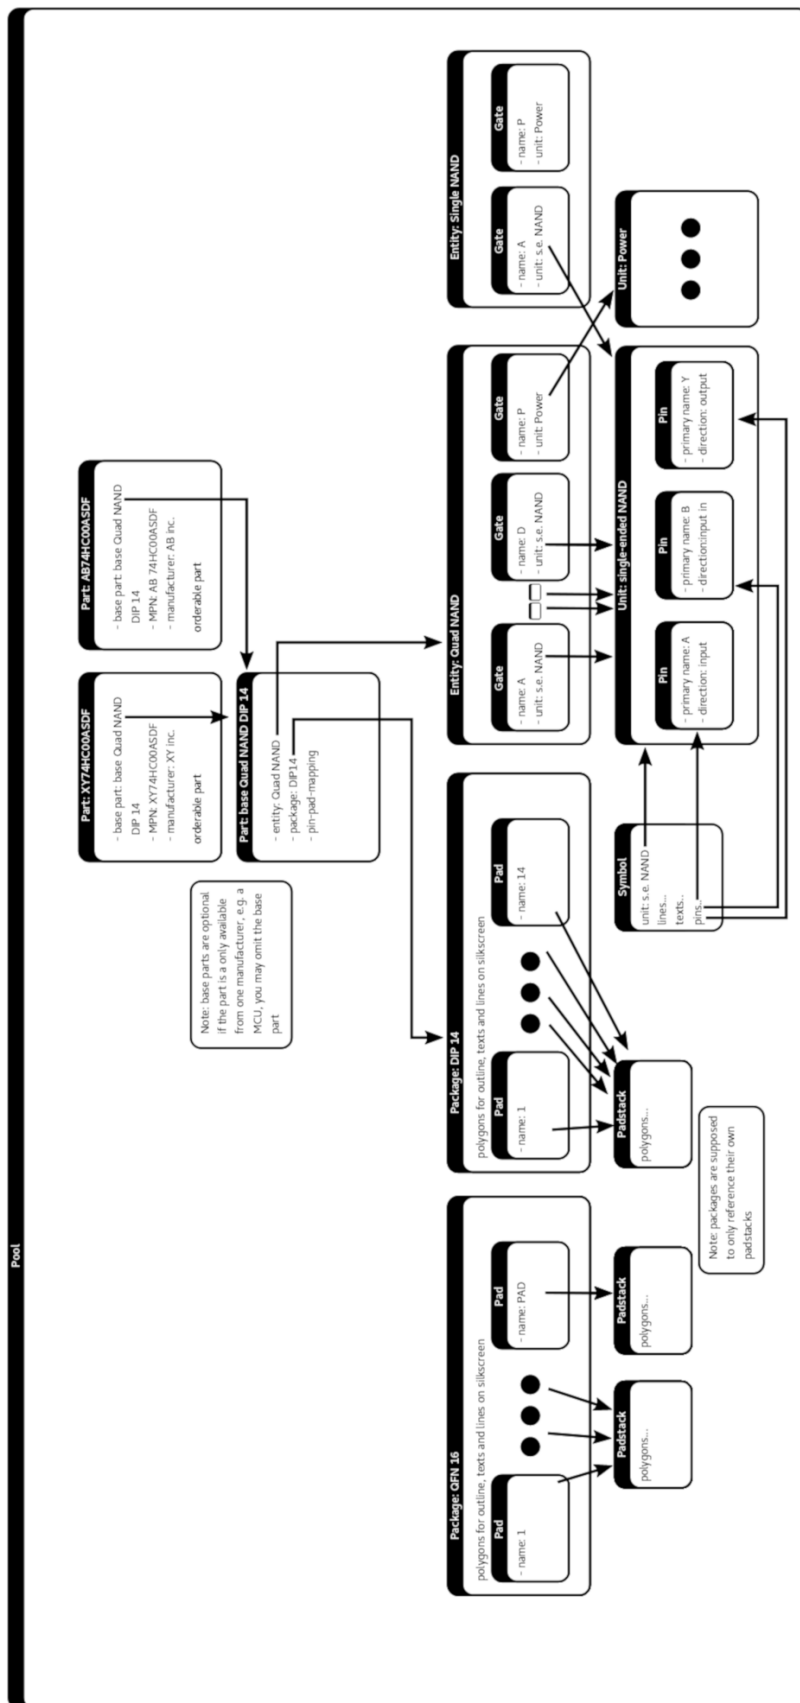 Pool
Part: XY74HC00ASDF
- base part: base Quad NAND
DIP 14
- MPN: XY74HC00ASDF
- manufacturer: XY inc.
orderable part
Part: AB74HC00ASDF
- base part: base Quad NAND
DIP 14
- MPN: AB 74HC00ASDF
- manufacturer: AB inc.
orderable part
Note: base parts are optional
if the part is a only available
from one manufacturer, e.g. a
MCU, you may omit the base
part
Part: base Quad NAND DIP 14
- entity: Quad NAND
- package: DIP14
- pin-pad-mapping
Package: QFN 16
polygons for outline, texts and lines on silkscreen
Pad
- name: 1
Pad
- name: PAD
Package: DIP 14
polygons for outline, texts and lines on silkscreen
Pad
- name: 1
Pad
- name: 14
Entity: Quad NAND
Gate
- name: A
- unit: s.e. NAND
Gate
- name: D
- unit: s.e. NAND
Gate
- name: P
- unit: Power
Entity: Single NAND
Gate
- name: A
- unit: s.e. NAND
Gate
- name: P
- unit: Power
Padstack
polygons...
Padstack
polygons...
Padstack
polygons...
Note: packages are supposed
to only reference their own
padstacks
Symbol
unit: s.e. NAND
lines...
texts..
pins..
Unit: single-ended NAND
Pin
- primary name: A
- direction: input
Pin
- primary name: B
- direction:input in
Pin
- primary name: Y
- direction: output
Unit: Power